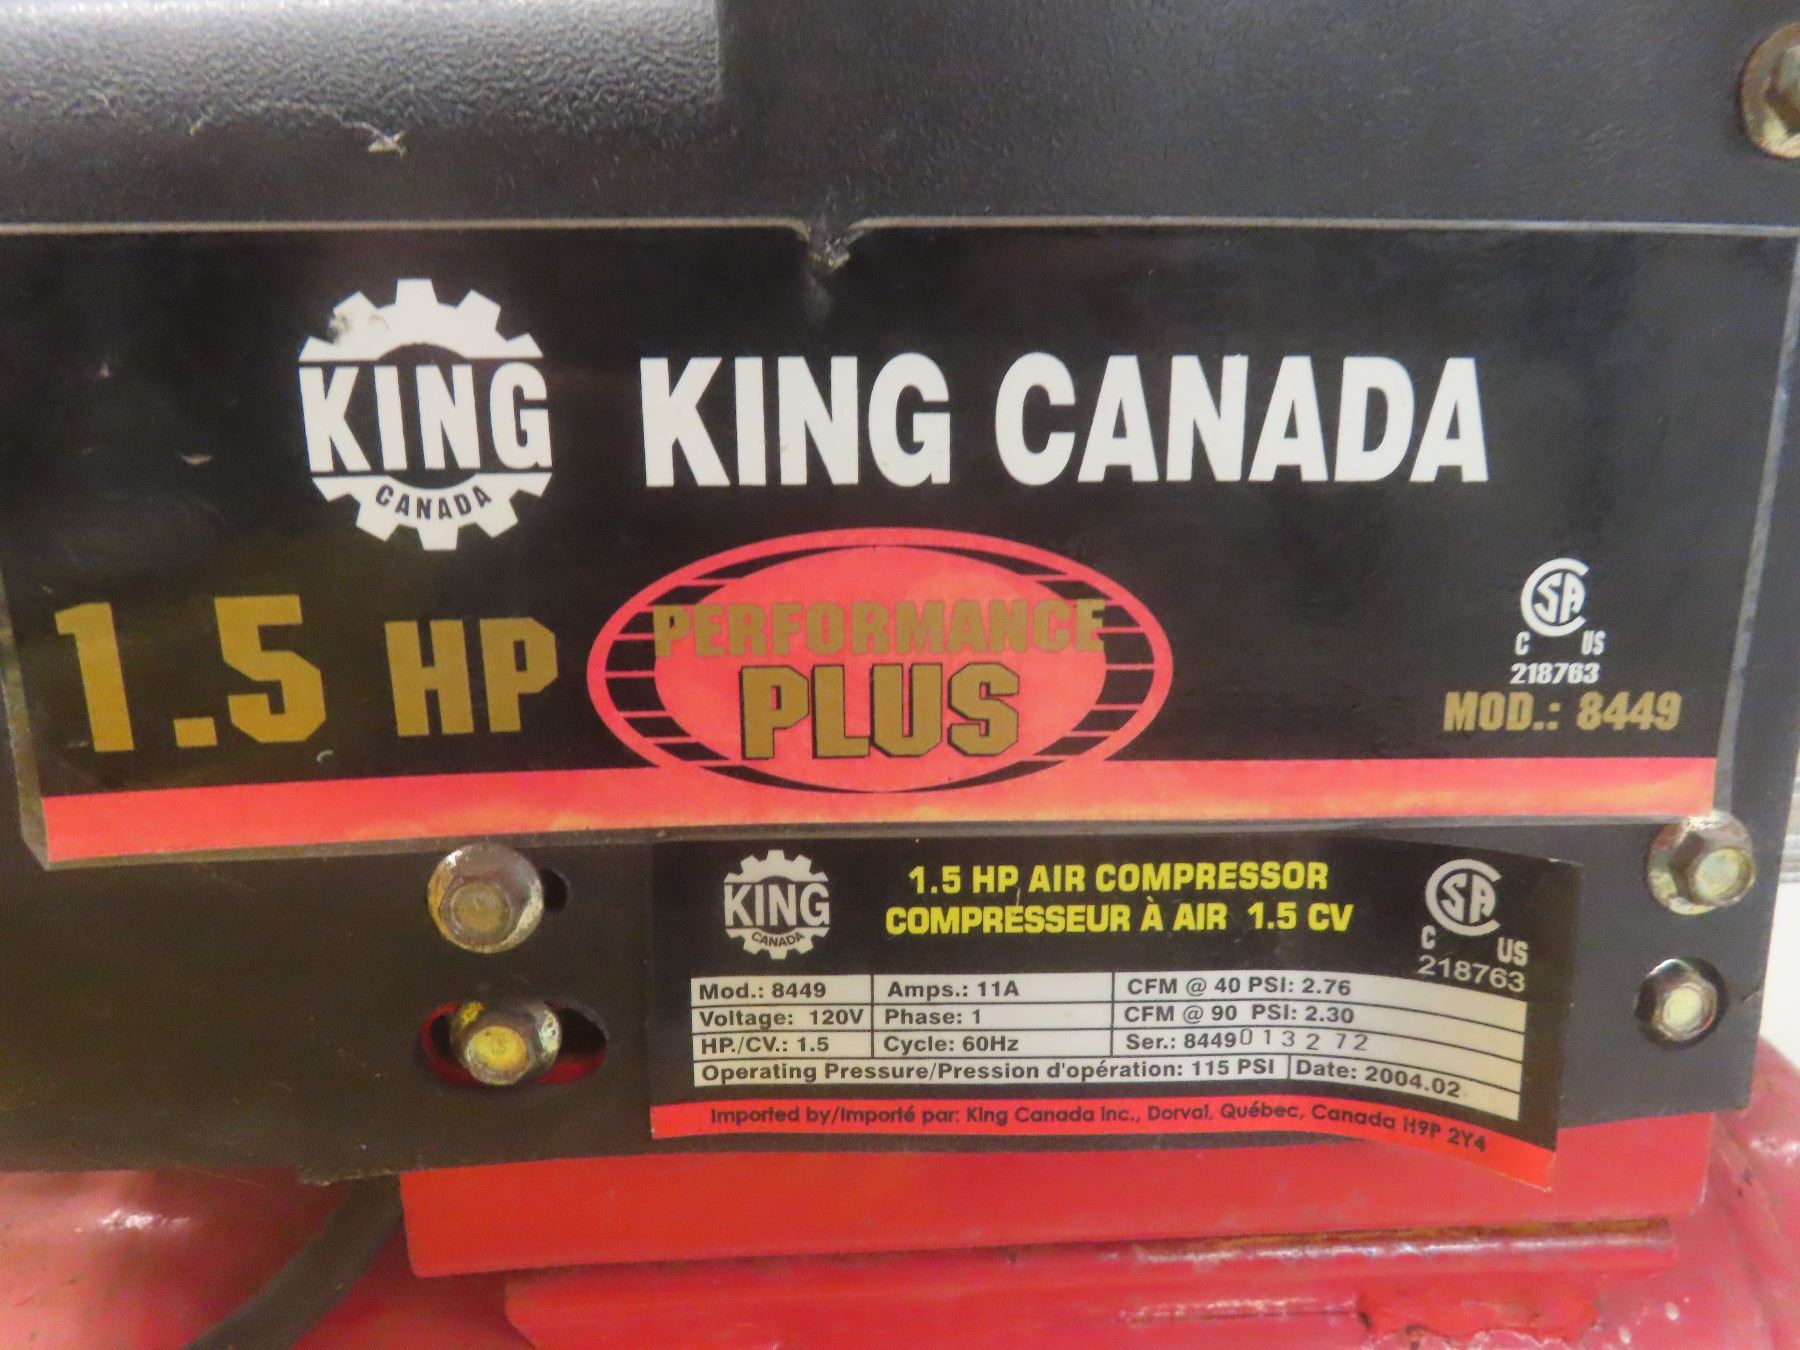 KING
CANADA
KING CANADA
1.5 HP
PERFORMANCE
PLUS
CSA
C US
218763
MOD.: 8449
KING
CANADA
1.5 HP AIR COMPRESSOR
COMPRESSEUR À AIR 1.5 CV
CSA
C US
218763
Mod.: 8449 Amps.: 11A CFM @ 40 PSI: 2.76
Voltage: 120V Phase: 1 CFM @ 90 PSI: 2.30
HP./CV.: 1.5 Cycle: 60Hz Ser.: 8449013272
Operating Pressure/Pression d'opération: 115 PSI Date: 2004.02
Imported by/Importé par: King Canada Inc., Dorval, Québec, Canada H9P 2Y4